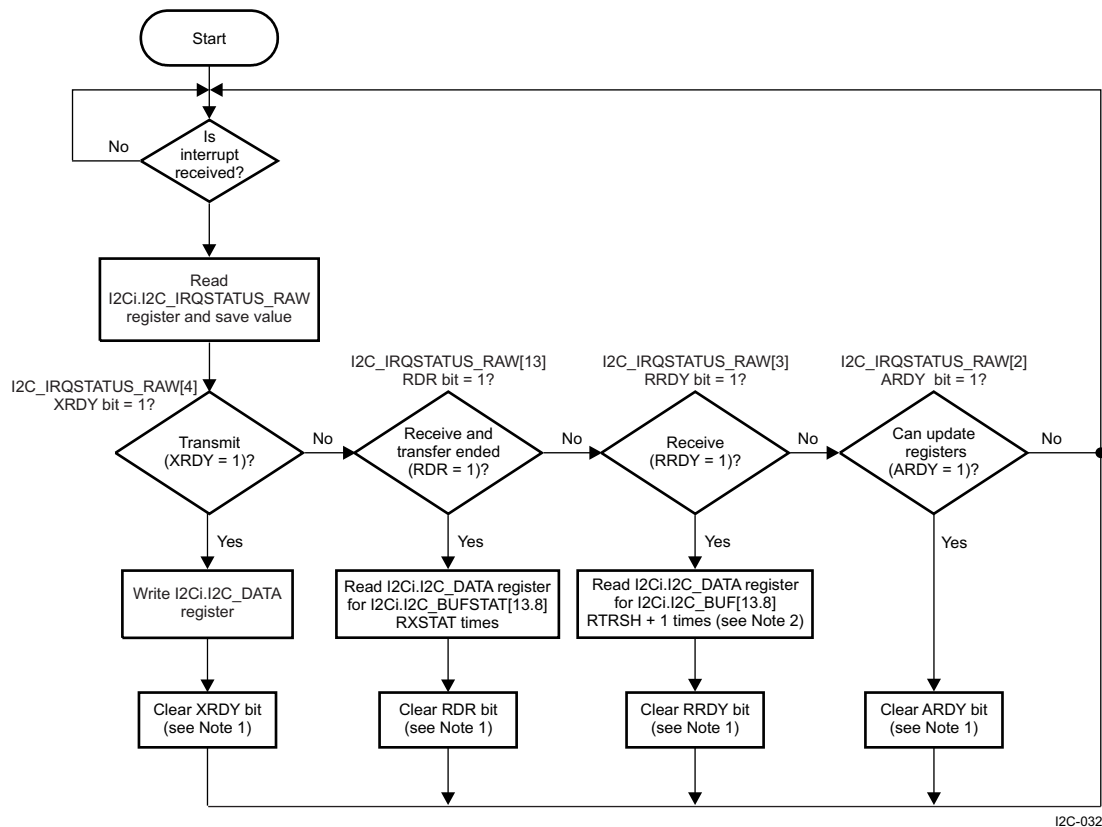 Start
Is
interrupt
received?
No
Read
I2Ci.I2C_IRQSTATUS_RAW
register and save value
I2C_IRQSTATUS_RAW[4]
XRDY bit = 1?
I2C_IRQSTATUS_RAW[13]
RDR bit = 1?
I2C_IRQSTATUS_RAW[3]
RRDY bit = 1?
I2C_IRQSTATUS_RAW[2]
ARDY bit = 1?
Transmit
(XRDY = 1)?
No
Receive and
transfer ended
(RDR = 1)?
No
Receive
(RRDY = 1)?
No
Can update
registers
(ARDY = 1)?
No
Yes
Yes
Yes
Yes
Write I2Ci.I2C_DATA
register
Read I2Ci.I2C_DATA register
for I2Ci.I2C_BUFSTAT[13.8]
RXSTAT times
Read I2Ci.I2C_DATA register
for I2Ci.I2C_BUF[13.8]
RTRSH + 1 times (see Note 2)
Clear XRDY bit
(see Note 1)
Clear RDR bit
(see Note 1)
Clear RRDY bit
(see Note 1)
Clear ARDY bit
(see Note 1)
I2C-032